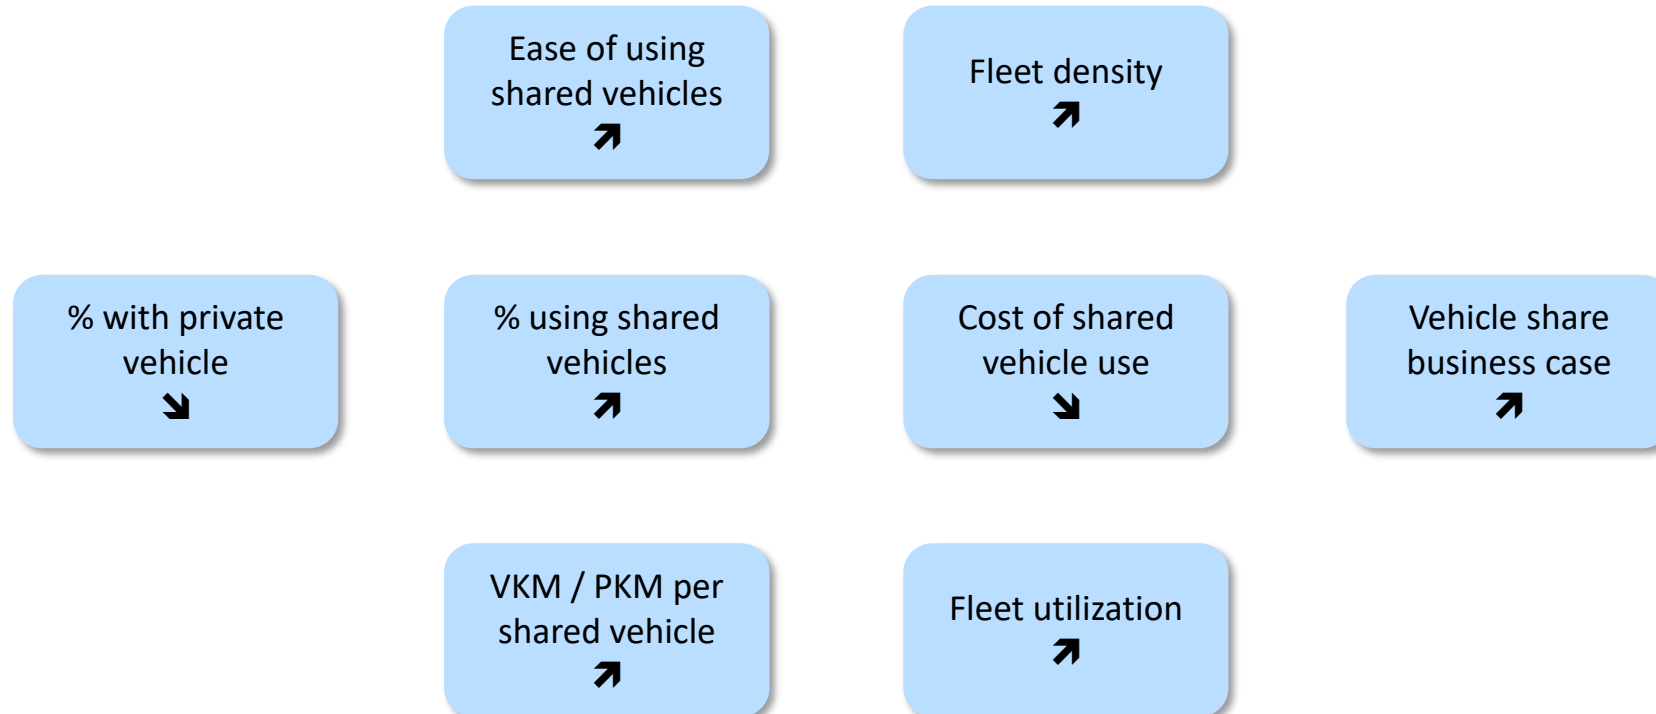 Ease of using
shared vehicles
↗
Fleet density
↗
% with private
vehicle
↘
% using shared
vehicles
↗
Cost of shared
vehicle use
↘
Vehicle share
business case
↗
VKM / PKM per
shared vehicle
↗
Fleet utilization
↗